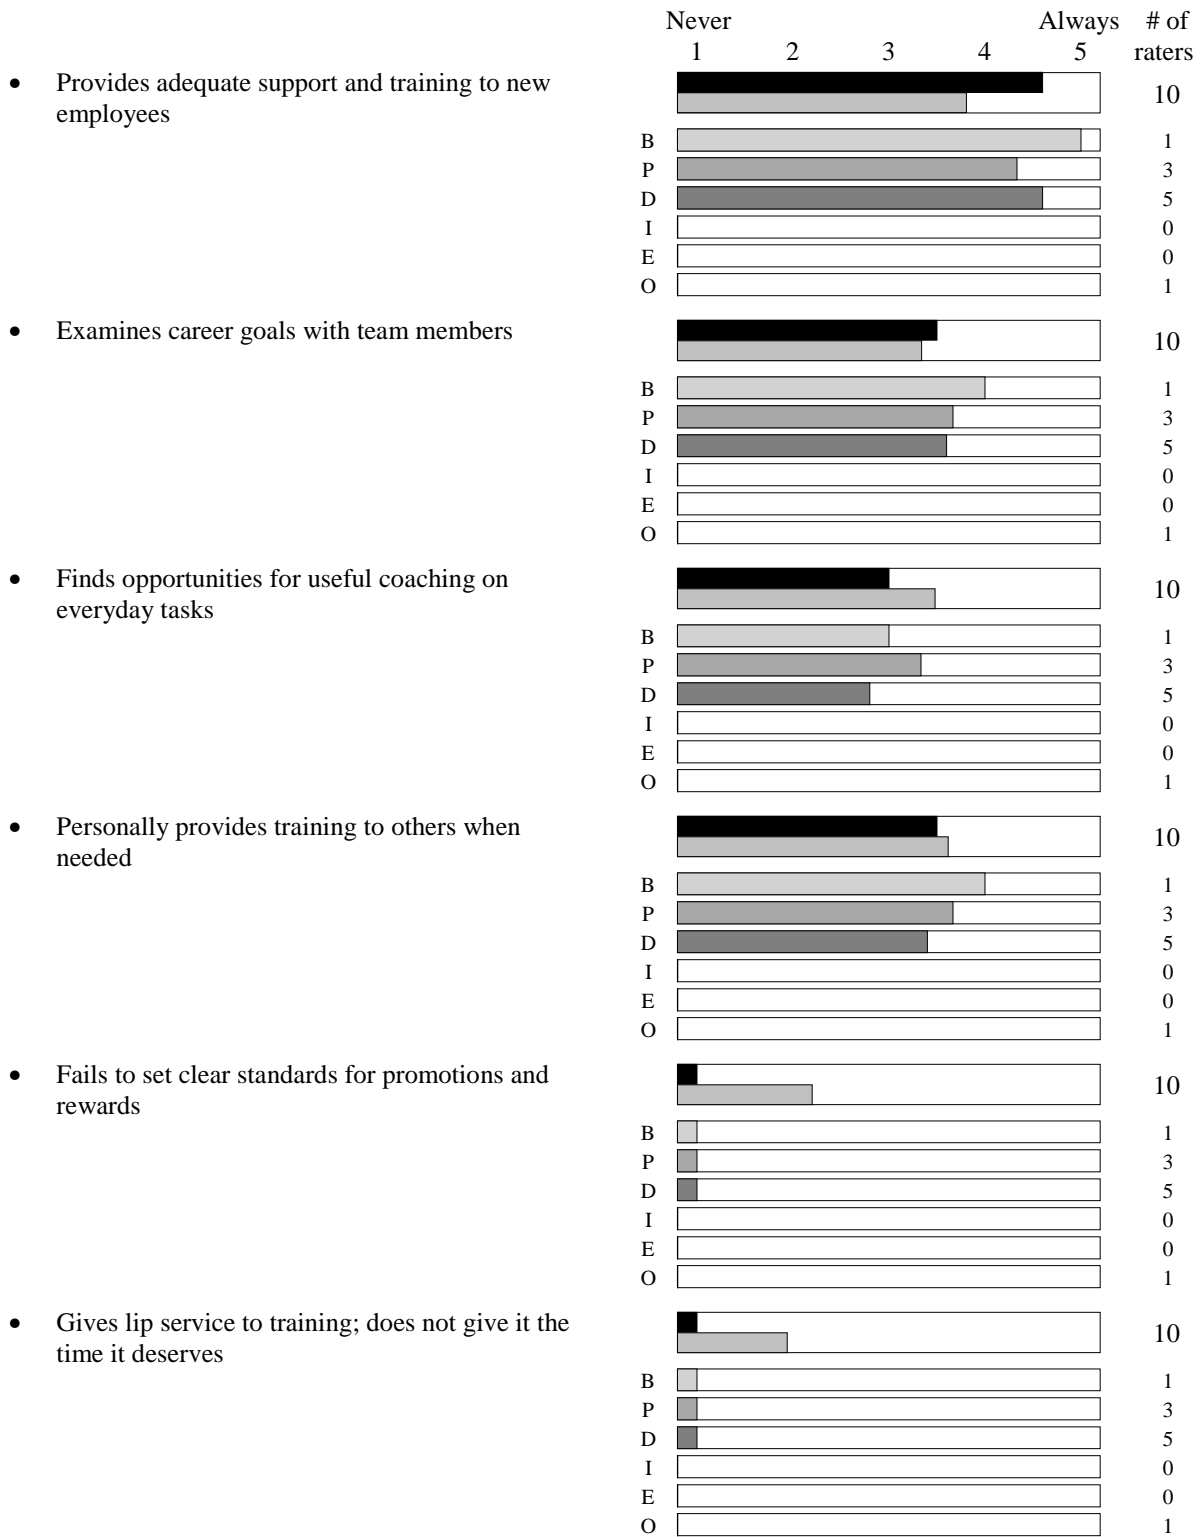 Never Always # of
1 2 3 4 5 raters
• Provides adequate support and training to new 10
employees
B 1
P 3
D 5
I 0
E 0
O 1
• Examines career goals with team members 10
B 1
P 3
D 5
I 0
E 0
O 1
• Finds opportunities for useful coaching on 10
everyday tasks
B 1
P 3
D 5
I 0
E 0
O 1
• Personally provides training to others when 10
needed
B 1
P 3
D 5
I 0
E 0
O 1
• Fails to set clear standards for promotions and 10
rewards
B 1
P 3
D 5
I 0
E 0
O 1
• Gives lip service to training; does not give it the 10
time it deserves
B 1
P 3
D 5
I 0
E 0
O 1